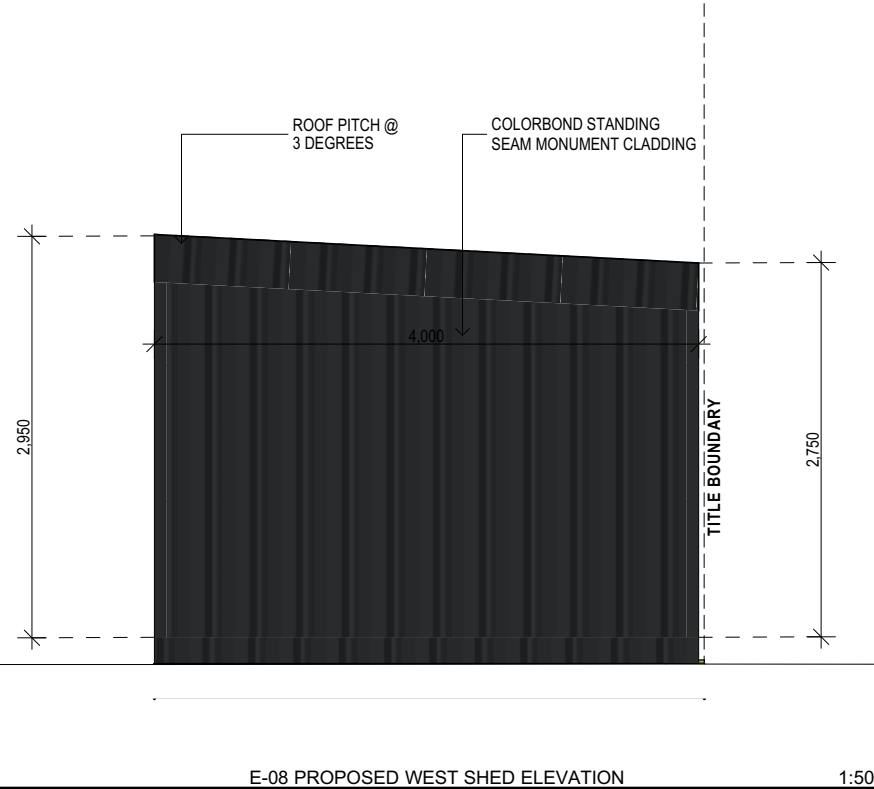 ROOF PITCH @
3 DEGREES
COLORBOND STANDING
SEAM MONUMENT CLADDING
4,000
2,950
2,750
TITLE BOUNDARY
E-08 PROPOSED WEST SHED ELEVATION
1:50